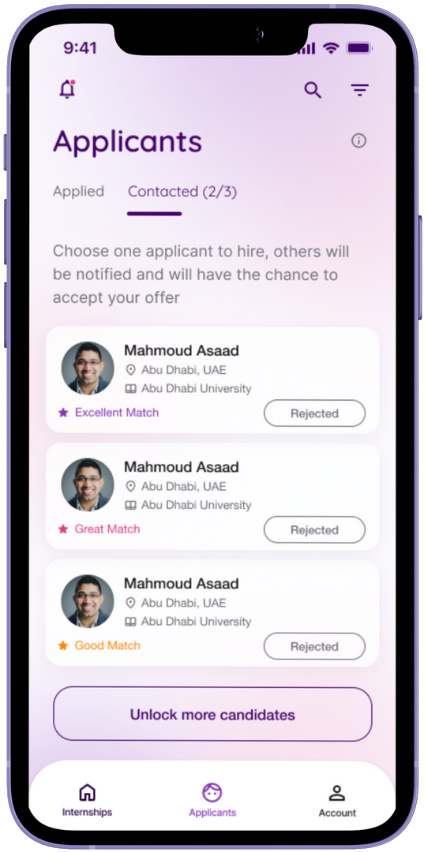 9:41
Applicants
Applied Contacted (2/3)
Choose one applicant to hire, others will
be notified and will have the chance to
accept your offer
Mahmoud Asaad
Abu Dhabi, UAE
Abu Dhabi University
Excellent Match Rejected
Mahmoud Asaad
Abu Dhabi, UAE
Abu Dhabi University
Great Match Rejected
Mahmoud Asaad
Abu Dhabi, UAE
Abu Dhabi University
Good Match Rejected
Unlock more candidates
Internships Applicants Account